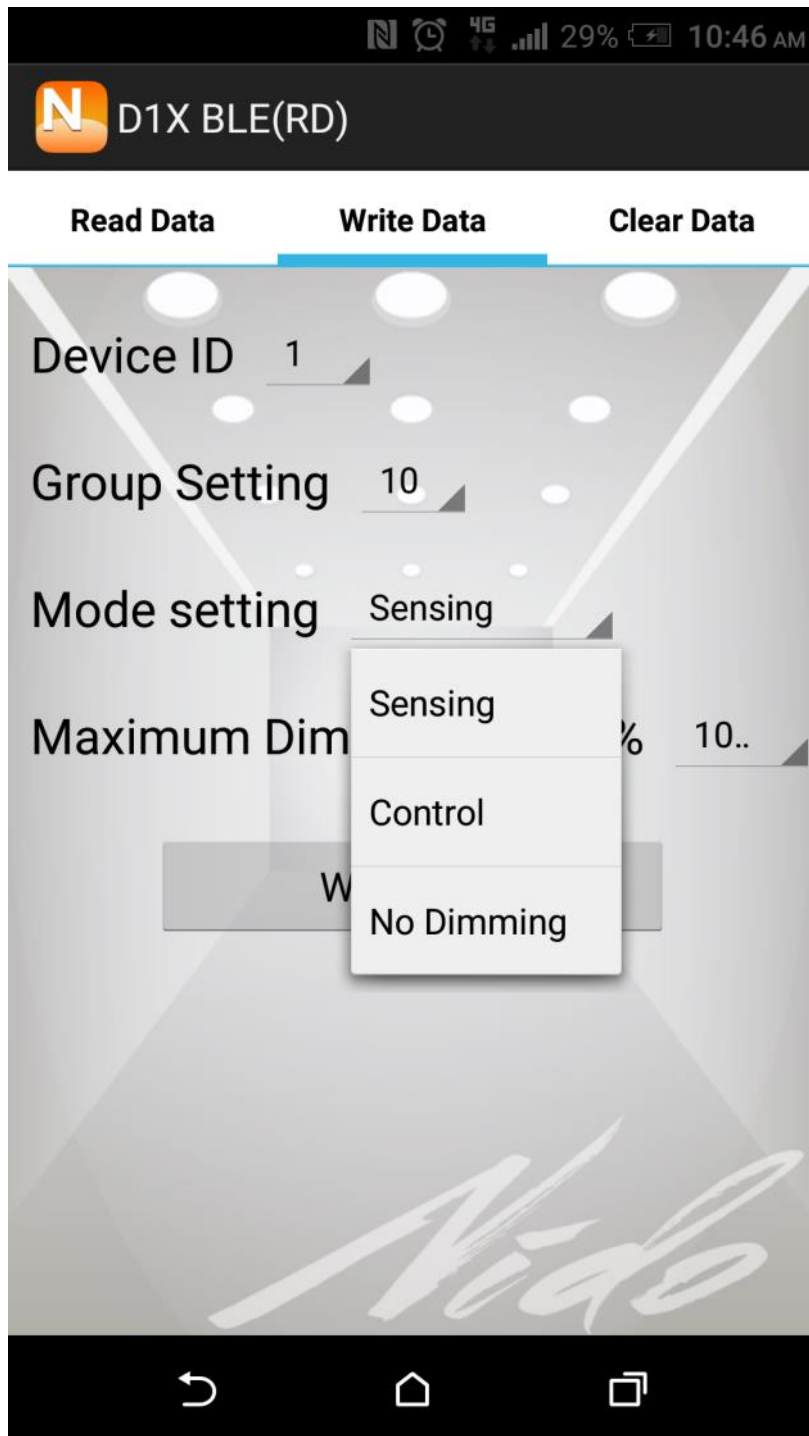 4G 29% 10:46 AM
N D1X BLE(RD)
Read Data Write Data Clear Data
Device ID 1
Group Setting 10
Mode setting Sensing
Sensing
Maximum Dim % 10..
Control
W
No Dimming
Nido